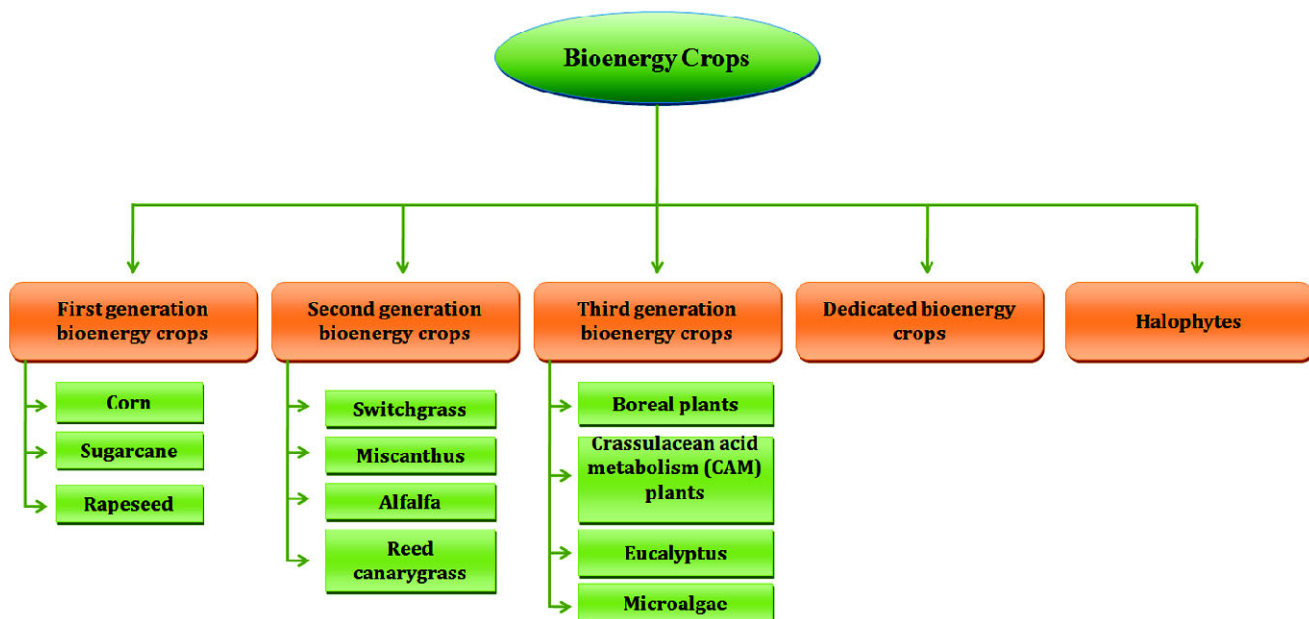 Bioenergy Crops
First generation
bioenergy crops
Second generation
bioenergy crops
Third generation
bioenergy crops
Dedicated bioenergy
crops
Halophytes
Corn
Sugarcane
Rapeseed
Switchgrass
Miscanthus
Alfalfa
Reed
canarygrass
Boreal plants
Crassulacean acid
metabolism (CAM)
plants
Eucalyptus
Microalgae